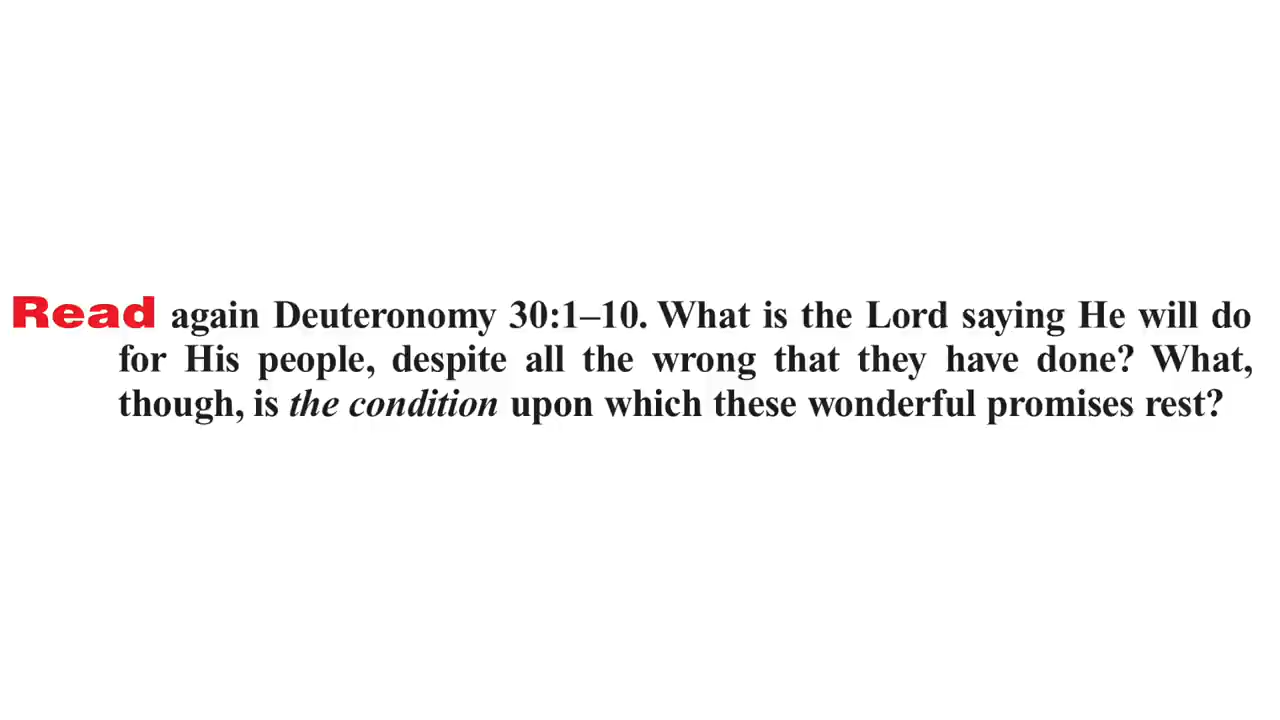 Read again Deuteronomy 30:1–10. What is the Lord saying He will do
for His people, despite all the wrong that they have done? What,
though, is the condition upon which these wonderful promises rest?